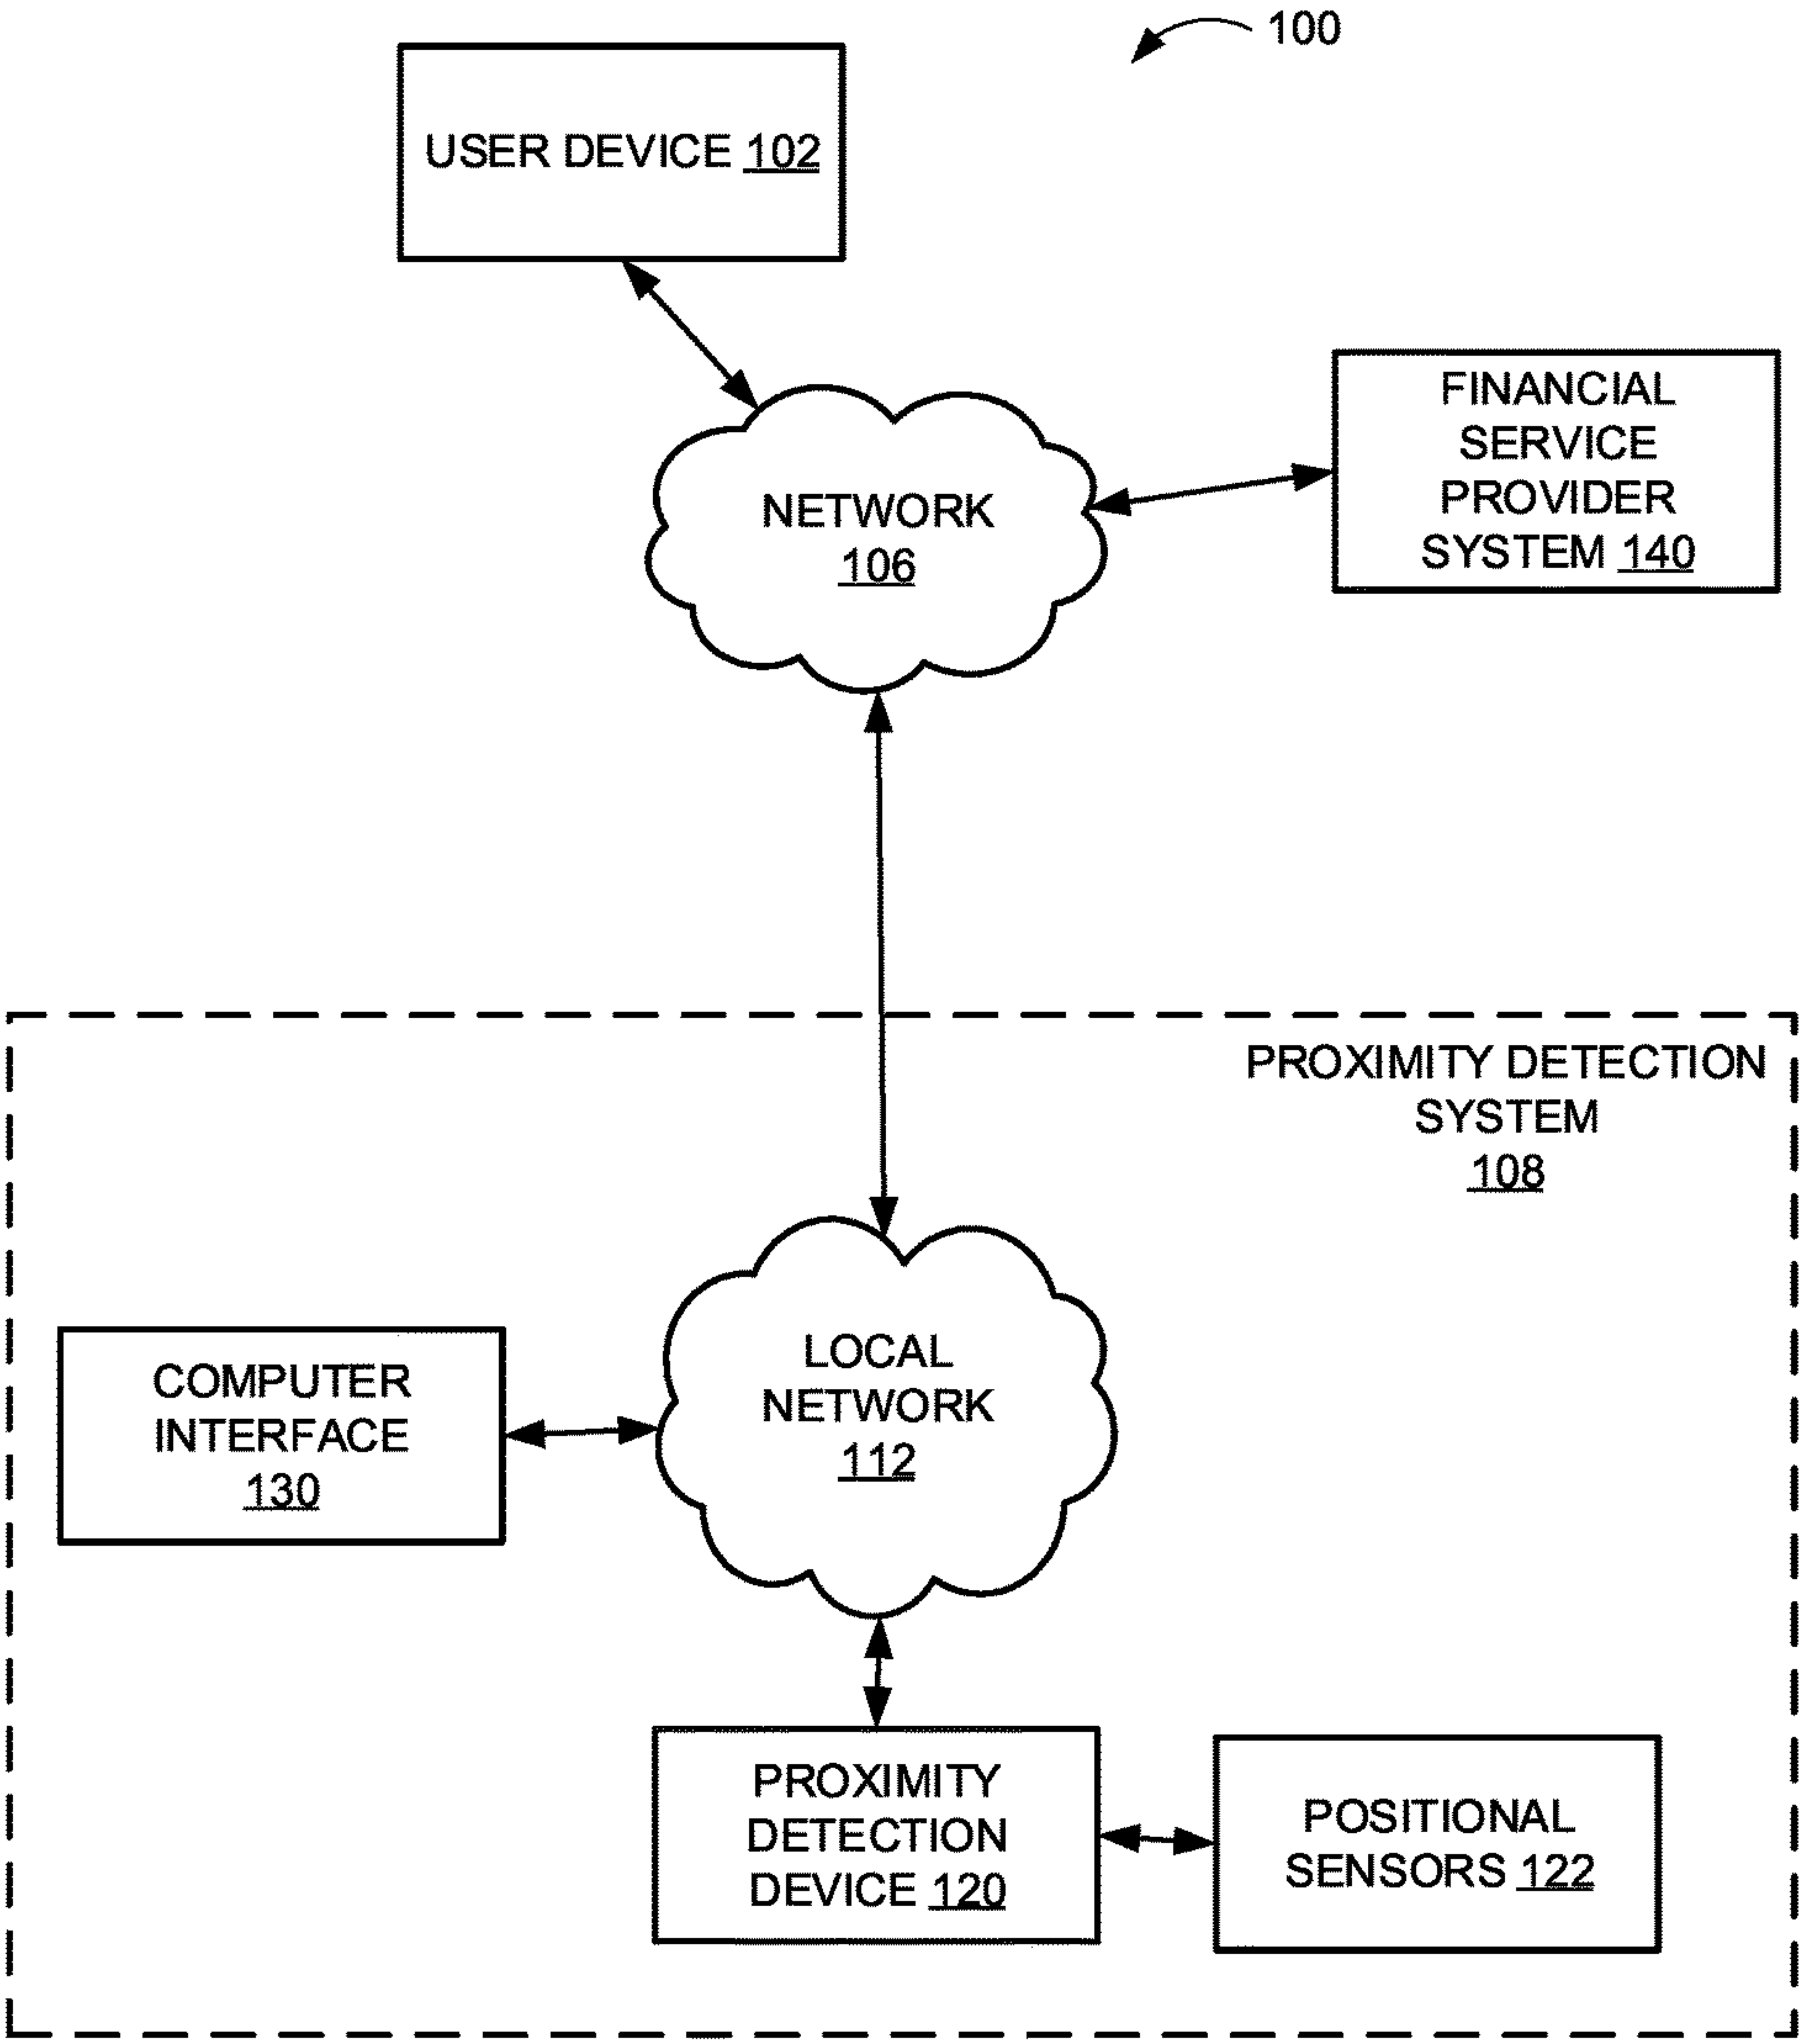 100
USER DEVICE 102
FINANCIAL
SERVICE
PROVIDER
SYSTEM 140
NETWORK
106
PROXIMITY DETECTION
SYSTEM
108
LOCAL
NETWORK
112
COMPUTER
INTERFACE
130
PROXIMITY
DETECTION
DEVICE 120
POSITIONAL
SENSORS 122